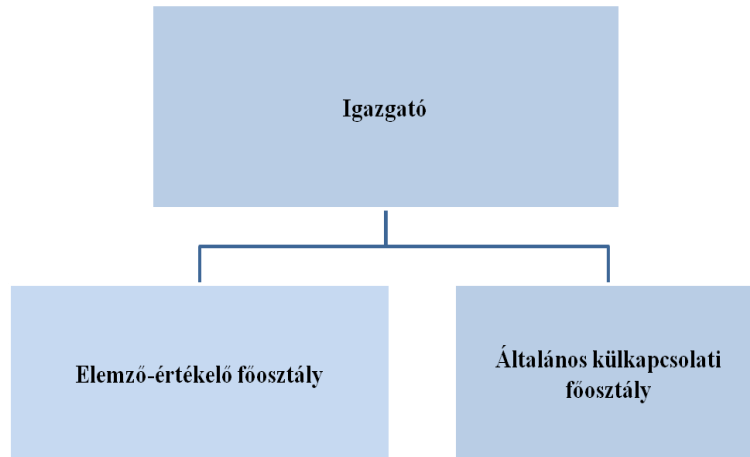 Igazgató
Elemző-értékelő főosztály
Általános külkapcsolati
főosztály